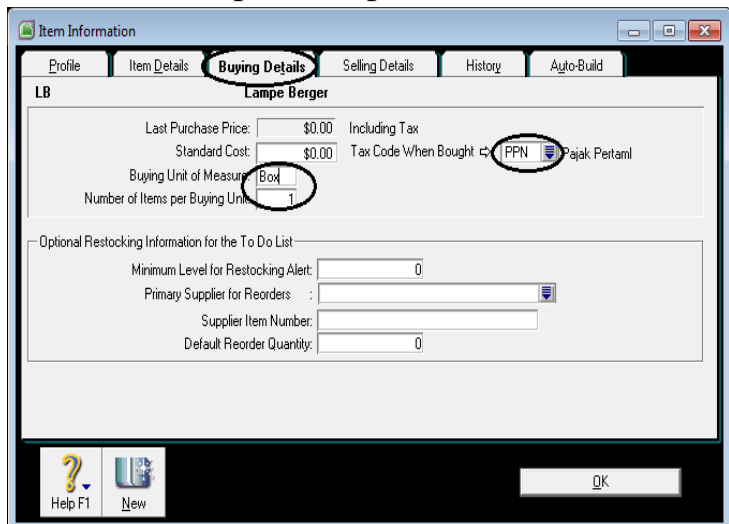 Item Information
Profile Item Details Buying Details Selling Details History Auto-Build
LB Lampe Berger
Last Purchase Price: $0.00 Including Tax
Standard Cost: $0.00 Tax Code When Bought PPN Pajak PertamI
Buying Unit of Measure: Box
Number of Items per Buying Unit: 1
Optional Restocking Information for the To Do List
Minimum Level for Restocking Alert: 0
Primary Supplier for Reorders :
Supplier Item Number:
Default Reorder Quantity: 0
Help F1 New OK